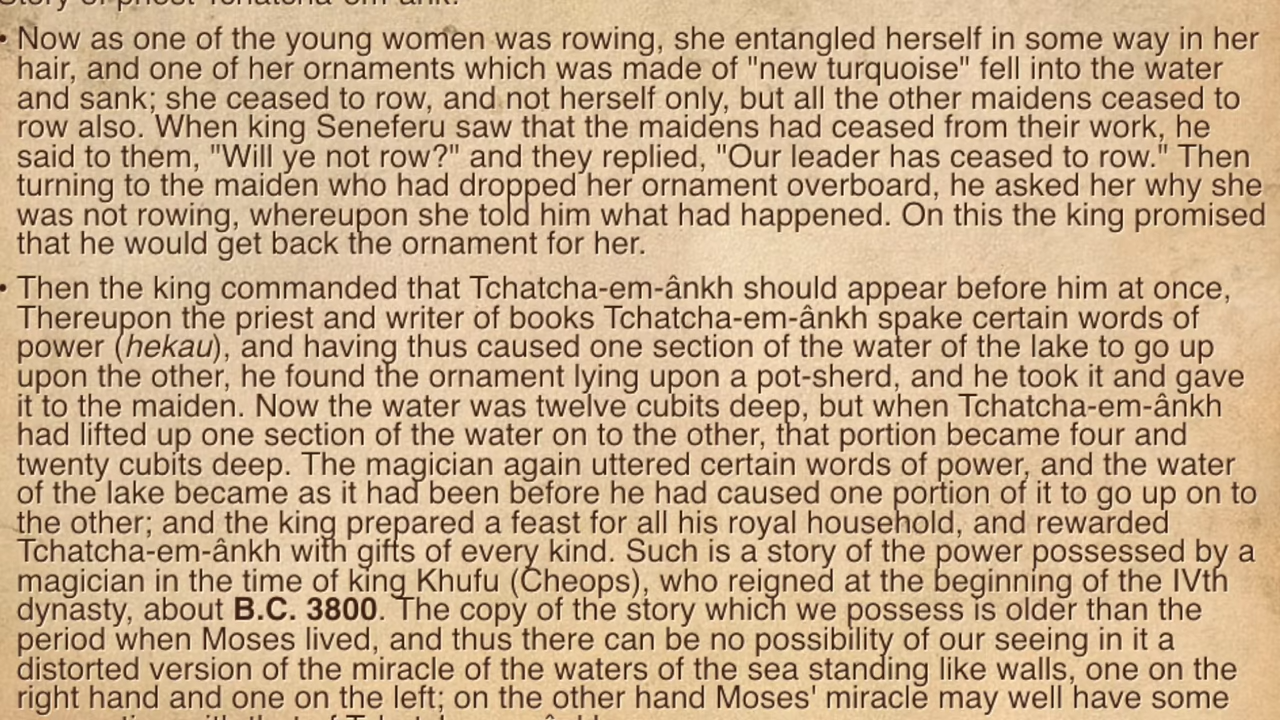 Story of priest Tchatcha-em-ânk:
• Now as one of the young women was rowing, she entangled herself in some way in her
hair, and one of her ornaments which was made of "new turquoise" fell into the water
and sank; she ceased to row, and not herself only, but all the other maidens ceased to
row also. When king Seneferu saw that the maidens had ceased from their work, he
said to them, "Will ye not row?" and they replied, "Our leader has ceased to row." Then
turning to the maiden who had dropped her ornament overboard, he asked her why she
was not rowing, whereupon she told him what had happened. On this the king promised
that he would get back the ornament for her.
• Then the king commanded that Tchatcha-em-ânkh should appear before him at once,
Thereupon the priest and writer of books Tchatcha-em-ânkh spake certain words of
power (hekau), and having thus caused one section of the water of the lake to go up
upon the other, he found the ornament lying upon a pot-sherd, and he took it and gave
it to the maiden. Now the water was twelve cubits deep, but when Tchatcha-em-ânkh
had lifted up one section of the water on to the other, that portion became four and
twenty cubits deep. The magician again uttered certain words of power, and the water
of the lake became as it had been before he had caused one portion of it to go up on to
the other; and the king prepared a feast for all his royal household, and rewarded
Tchatcha-em-ânkh with gifts of every kind. Such is a story of the power possessed by a
magician in the time of king Khufu (Cheops), who reigned at the beginning of the IVth
dynasty, about B.C. 3800. The copy of the story which we possess is older than the
period when Moses lived, and thus there can be no possibility of our seeing in it a
distorted version of the miracle of the waters of the sea standing like walls, one on the
right hand and one on the left; on the other hand Moses' miracle may well have some